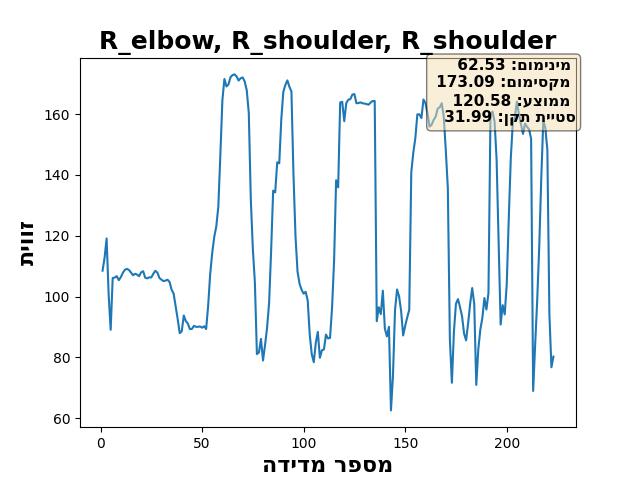 R_elbow, R_shoulder, R_shoulder
מינימום: 62.53
מקסימום: 173.09
ממוצע: 120.58
סטיית תקן: 31.99
זווית
160
140
120
100
80
60
0 50 100 150 200
מספר מדידה